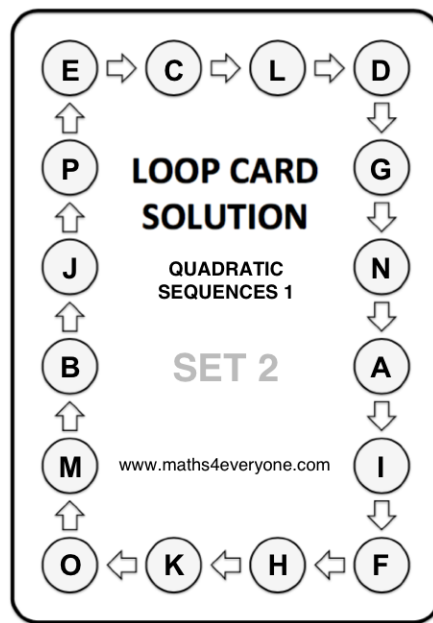 E C L D
P
LOOP CARD
SOLUTION
G
J
QUADRATIC
SEQUENCES 1
N
B
SET 2
A
M
www.maths4everyone.com
I
O K H F